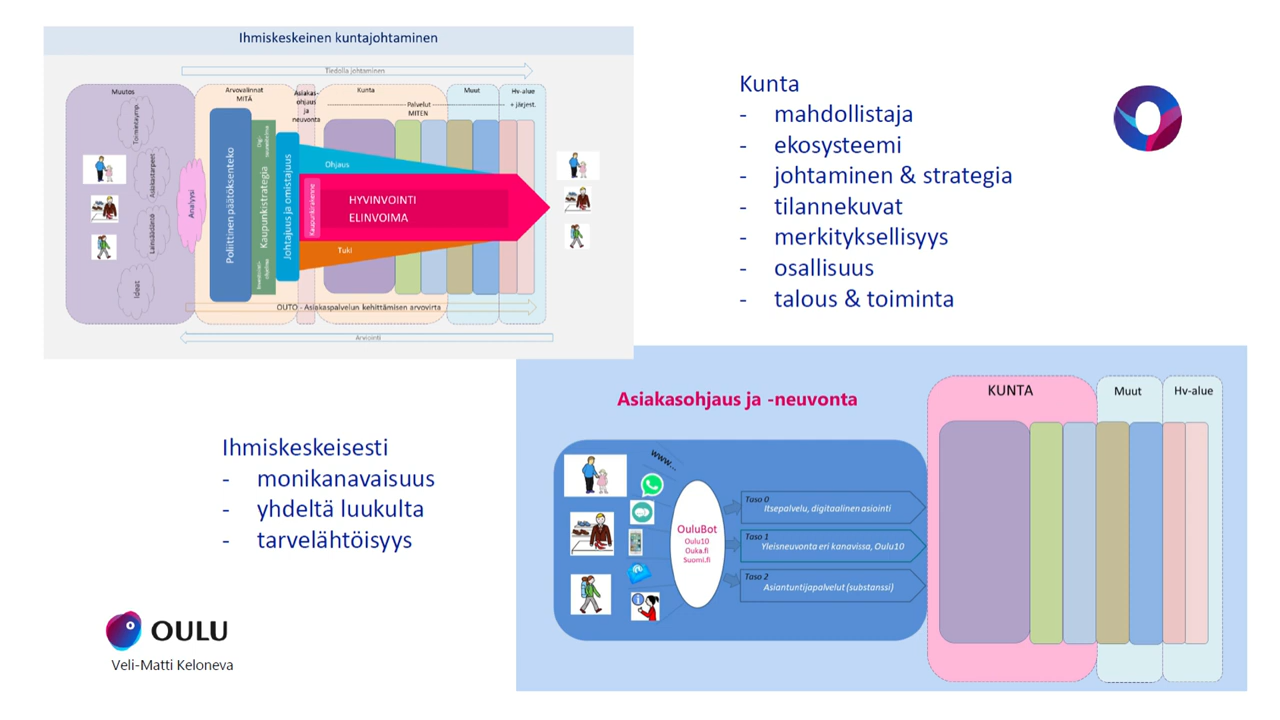 Ihmiskeskeinen kuntajohtaminen
Tiedolla johtaminen
Muutos
Toimintaymp.
Asiakastarpeet
Lainsäädäntö
Ideat
Analyysi
Arvovalinnat
MITÄ
Poliittinen päätöksenteko
Kaupunkistrategia
Johtajuus ja omistajuus
Asiakas-
ohjaus
ja
neuvonta
Kunta
Palvelut
MITEN
Muut
Hv-alue
+ järjest.
Ohjaus
Kaupunkirakenne
HYVINVOINTI
ELINVOIMA
Tuki
OUTO - Asiakaspalvelun kehittämisen arvovirta
Arviointi
Kunta
- mahdollistaja
- ekosysteemi
- johtaminen & strategia
- tilannekuvat
- merkityksellisyys
- osallisuus
- talous & toiminta
Ihmiskeskeisesti
- monikanavaisuus
- yhdeltä luukulta
- tarvelähtöisyys
OULU
Veli-Matti Keloneva
Asiakasohjaus ja -neuvonta
www...
OuluBot
Oulu10
Ouka.fi
Suomi.fi
Taso 0
Itsepalvelu, digitaalinen asiointi
Taso 1
Yleisneuvonta eri kanavissa, Oulu10
Taso 2
Asiantuntijapalvelut (substanssi)
KUNTA
Muut
Hv-alue